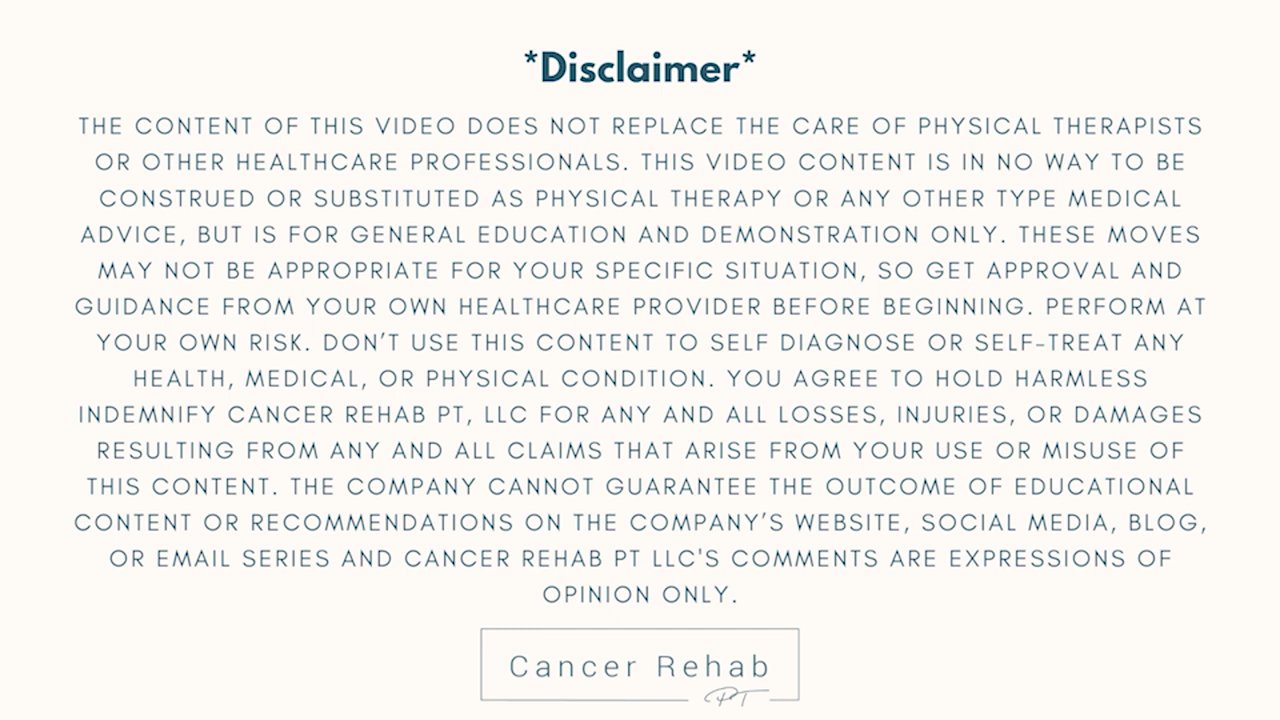 *Disclaimer*
THE CONTENT OF THIS VIDEO DOES NOT REPLACE THE CARE OF PHYSICAL THERAPISTS
OR OTHER HEALTHCARE PROFESSIONALS. THIS VIDEO CONTENT IS IN NO WAY TO BE
CONSTRUED OR SUBSTITUTED AS PHYSICAL THERAPY OR ANY OTHER TYPE MEDICAL
ADVICE, BUT IS FOR GENERAL EDUCATION AND DEMONSTRATION ONLY. THESE MOVES
MAY NOT BE APPROPRIATE FOR YOUR SPECIFIC SITUATION, SO GET APPROVAL AND
GUIDANCE FROM YOUR OWN HEALTHCARE PROVIDER BEFORE BEGINNING. PERFORM AT
YOUR OWN RISK. DON'T USE THIS CONTENT TO SELF DIAGNOSE OR SELF-TREAT ANY
HEALTH, MEDICAL, OR PHYSICAL CONDITION. YOU AGREE TO HOLD HARMLESS
INDEMNIFY CANCER REHAB PT, LLC FOR ANY AND ALL LOSSES, INJURIES, OR DAMAGES
RESULTING FROM ANY AND ALL CLAIMS THAT ARISE FROM YOUR USE OR MISUSE OF
THIS CONTENT. THE COMPANY CANNOT GUARANTEE THE OUTCOME OF EDUCATIONAL
CONTENT OR RECOMMENDATIONS ON THE COMPANY'S WEBSITE, SOCIAL MEDIA, BLOG,
OR EMAIL SERIES AND CANCER REHAB PT LLC'S COMMENTS ARE EXPRESSIONS OF
OPINION ONLY.
Cancer Rehab
PT